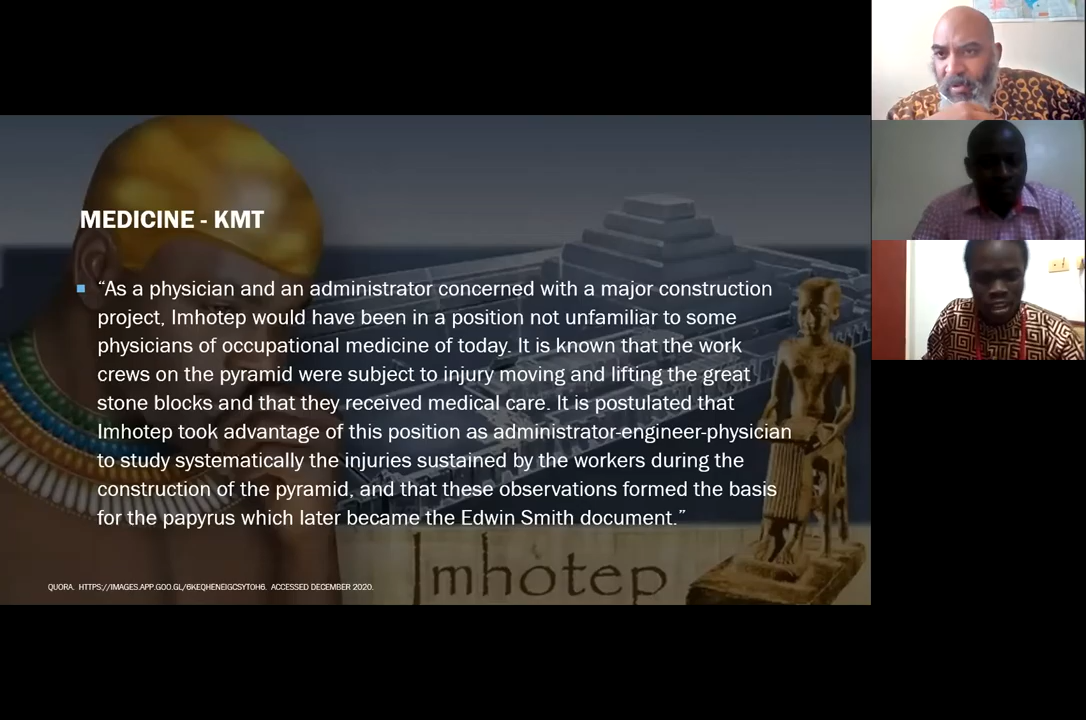 MEDICINE - KMT
“As a physician and an administrator concerned with a major construction
project, Imhotep would have been in a position not unfamiliar to some
physicians of occupational medicine of today. It is known that the work
crews on the pyramid were subject to injury moving and lifting the great
stone blocks and that they received medical care. It is postulated that
Imhotep took advantage of this position as administrator-engineer-physician
to study systematically the injuries sustained by the workers during the
construction of the pyramid, and that these observations formed the basis
for the papyrus which later became the Edwin Smith document.”
Imhotep
QUORA. HTTPS://IMAGES.APP.GOO.GL/6KEQHENEIGCSYTOH6. ACCESSED DECEMBER 2020.